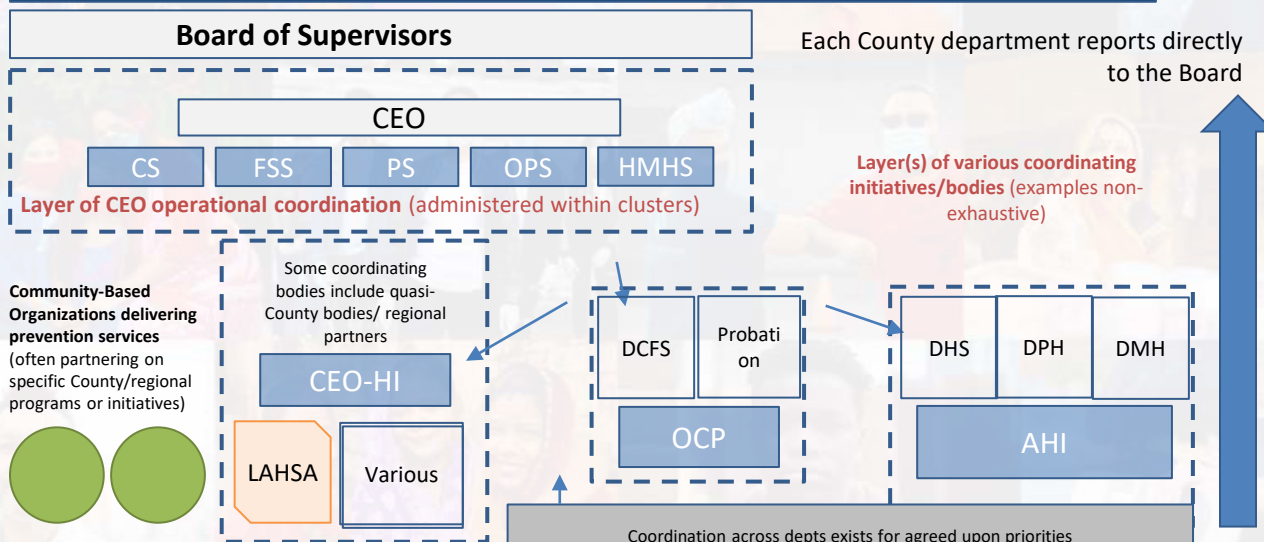 Board of Supervisors
Each County department reports directly
to the Board
CEO
CS
FSS
PS
OPS
HMHS
Layer of CEO operational coordination (administered within clusters)
Layer(s) of various coordinating
initiatives/bodies (examples non-
exhaustive)
Community-Based
Organizations delivering
prevention services
(often partnering on
specific County/regional
programs or initiatives)
Some coordinating
bodies include quasi-
County bodies/ regional
partners
CEO-HI
LAHSA
Various
DCFS
Probati
on
OCP
DHS
DPH
DMH
AHI
Coordination across depts exists for agreed upon priorities